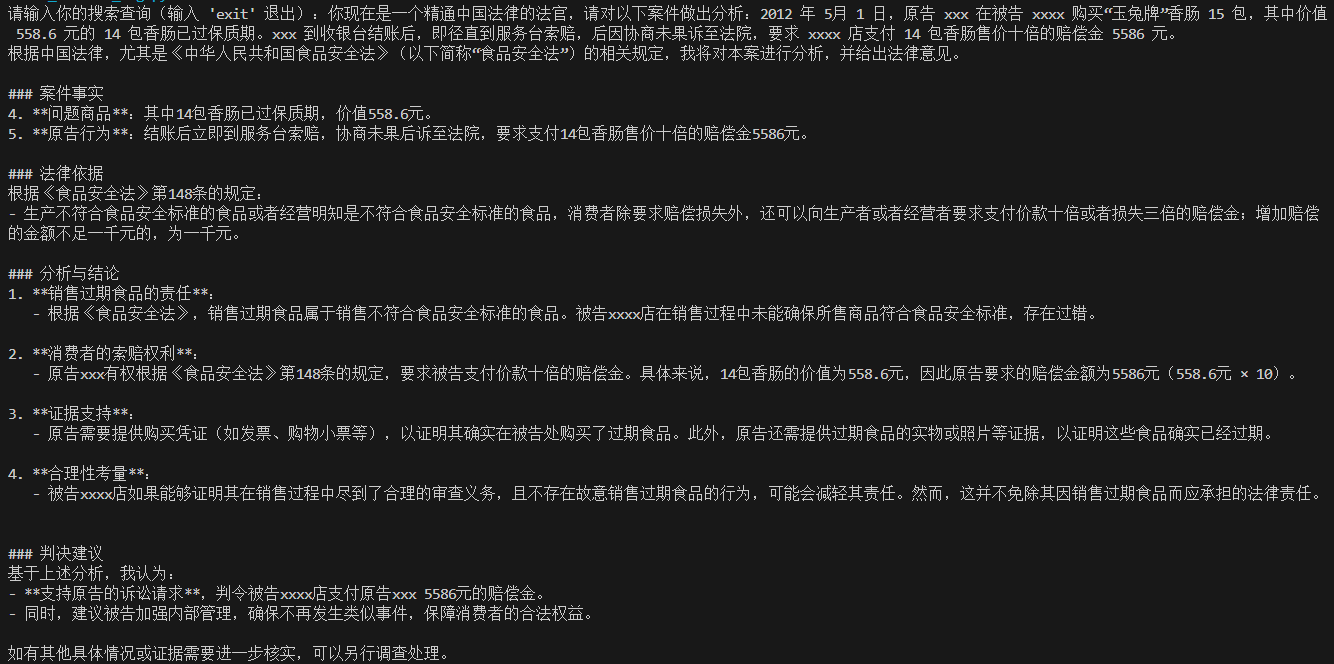 请输入你的搜索查询（输入 'exit' 退出）: 你现在是一个精通中国法律的法官，请对以下案件做出分析：2012 年 5月 1 日，原告 xxx 在被告 xxxx 购买“玉兔牌”香肠 15 包，其中价值
558.6 元的 14 包香肠已过保质期。xxx 到收银台结账后，即径直到服务台索赔，后因协商未果诉至法院，要求 xxxx 店支付 14 包香肠售价十倍的赔偿金 5586 元。
根据中国法律，尤其是《中华人民共和国食品安全法》（以下简称“食品安全法”）的相关规定，我将对本案进行分析，并给出法律意见。
### 案件事实
4. **问题商品**：其中14包香肠已过保质期，价值558.6元。
5. **原告行为**：结账后立即到服务台索赔，协商未果后诉至法院，要求支付14包香肠售价十倍的赔偿金5586元。
### 法律依据
根据《食品安全法》第148条的规定：
- 生产不符合食品安全标准的食品或者经营明知是不符合食品安全标准的食品，消费者除要求赔偿损失外，还可以向生产者或者经营者要求支付价款十倍或者损失三倍的赔偿金；增加赔偿
的金额不足一千元的，为一千元。
### 分析与结论
1. **销售过期食品的责任**：
- 根据《食品安全法》，销售过期食品属于销售不符合食品安全标准的食品。被告xxxx店在销售过程中未能确保所售商品符合食品安全标准，存在过错。
2. **消费者的索赔权利**：
- 原告xxx有权根据《食品安全法》第148条的规定，要求被告支付价款十倍的赔偿金。具体来说，14包香肠的价值为558.6元，因此原告要求的赔偿金额为5586元（558.6元 × 10）。
3. **证据支持**：
- 原告需要提供购买凭证（如发票、购物小票等），以证明其确实在被告处购买了过期食品。此外，原告还需提供过期食品的实物或照片等证据，以证明这些食品确实已经过期。
4. **合理性考量**：
- 被告xxxx店如果能够证明其在销售过程中尽到了合理的审查义务，且不存在故意销售过期食品的行为，可能会减轻其责任。然而，这并不免除其因销售过期食品而应承担的法律责任。
### 判决建议
基于上述分析，我认为：
- **支持原告的诉讼请求**，判令被告xxxx店支付原告xxx 5586元的赔偿金。
- 同时，建议被告加强内部管理，确保不再发生类似事件，保障消费者的合法权益。
如有其他具体情况或证据需要进一步核实，可以另行调查处理。